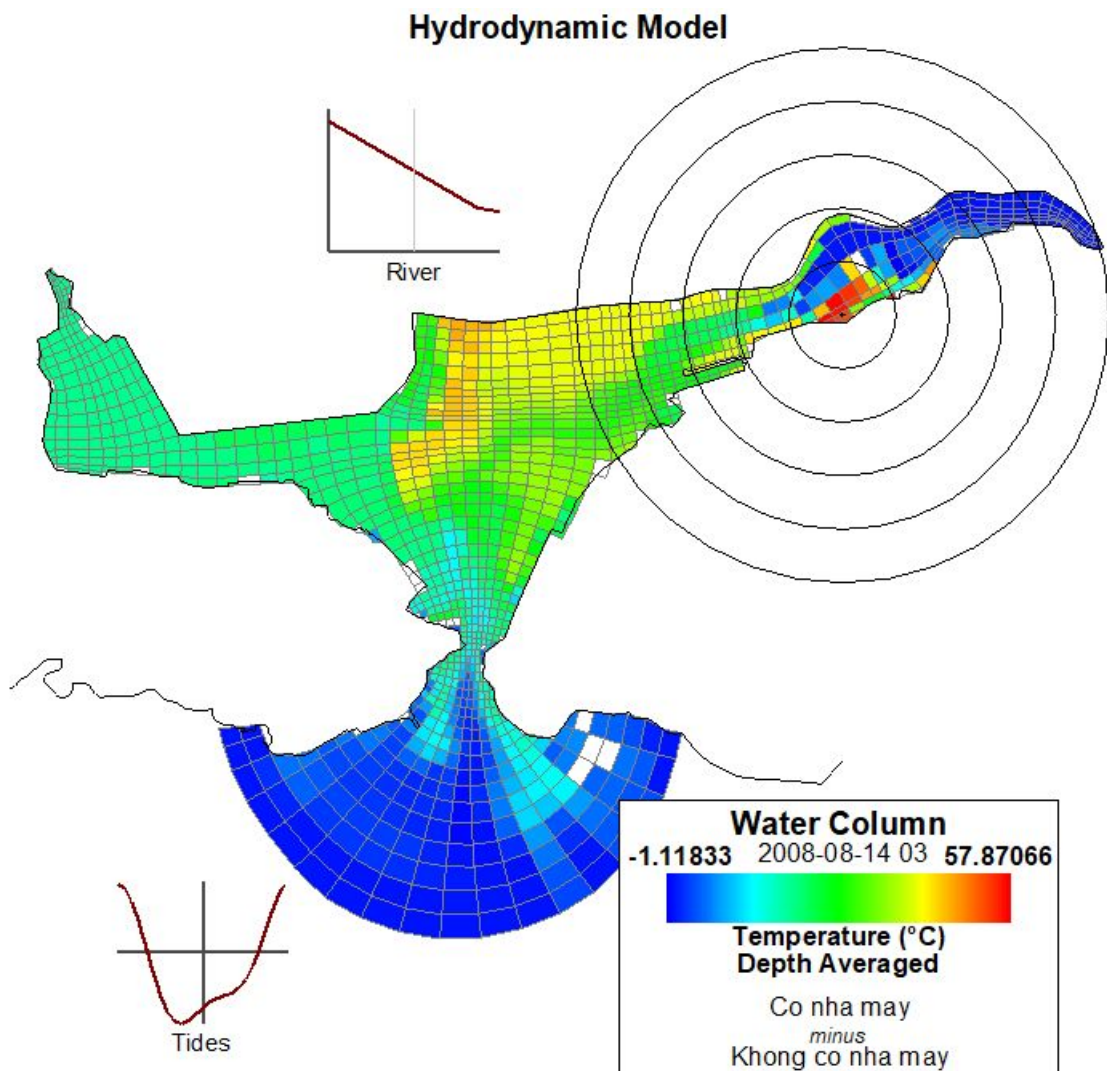 Hydrodynamic Model
River
Water Column
-1.11833 2008-08-14 03 57.87066
Temperature (°C)
Depth Averaged
Co nha may
minus
Khong co nha may
Tides